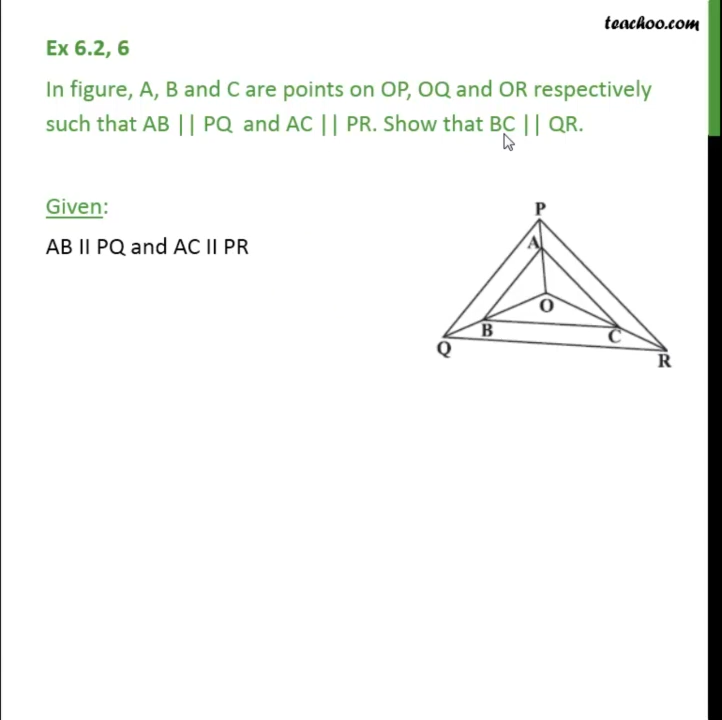 teachoo.com
Ex 6.2, 6
In figure, A, B and C are points on OP, OQ and OR respectively
such that AB || PQ and AC || PR. Show that BC || QR.
Given:
AB II PQ and AC II PR
P
A
O
B
C
Q
R